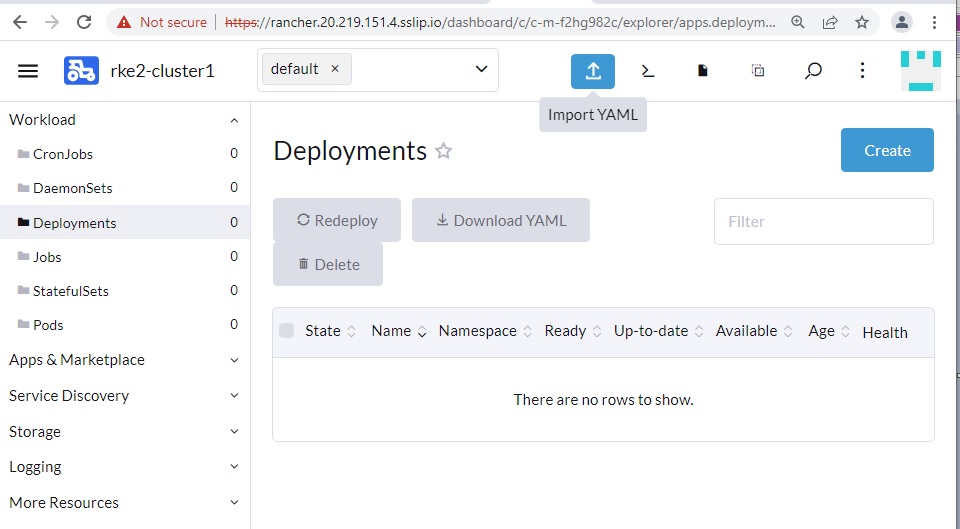 Not secure https://rancher.20.219.151.4.sslip.io/dashboard/c/c-m-f2hg982c/explorer/apps.deploym...
rke2-cluster1
default ×
Import YAML
Workload
CronJobs 0
DaemonSets 0
Deployments 0
Jobs 0
StatefulSets 0
Pods 0
Apps & Marketplace
Service Discovery
Storage
Logging
More Resources
Deployments
Create
Redeploy
Download YAML
Filter
Delete
State Name Namespace Ready Up-to-date Available Age Health
There are no rows to show.